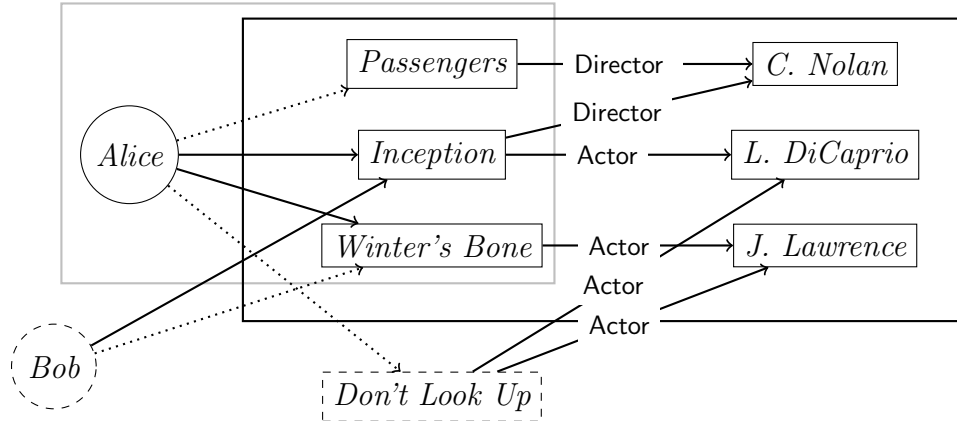 Passengers Director C. Nolan
Director
Alice Inception Actor L. DiCaprio
Winter's Bone Actor J. Lawrence
Actor
Actor
Bob
Don't Look Up